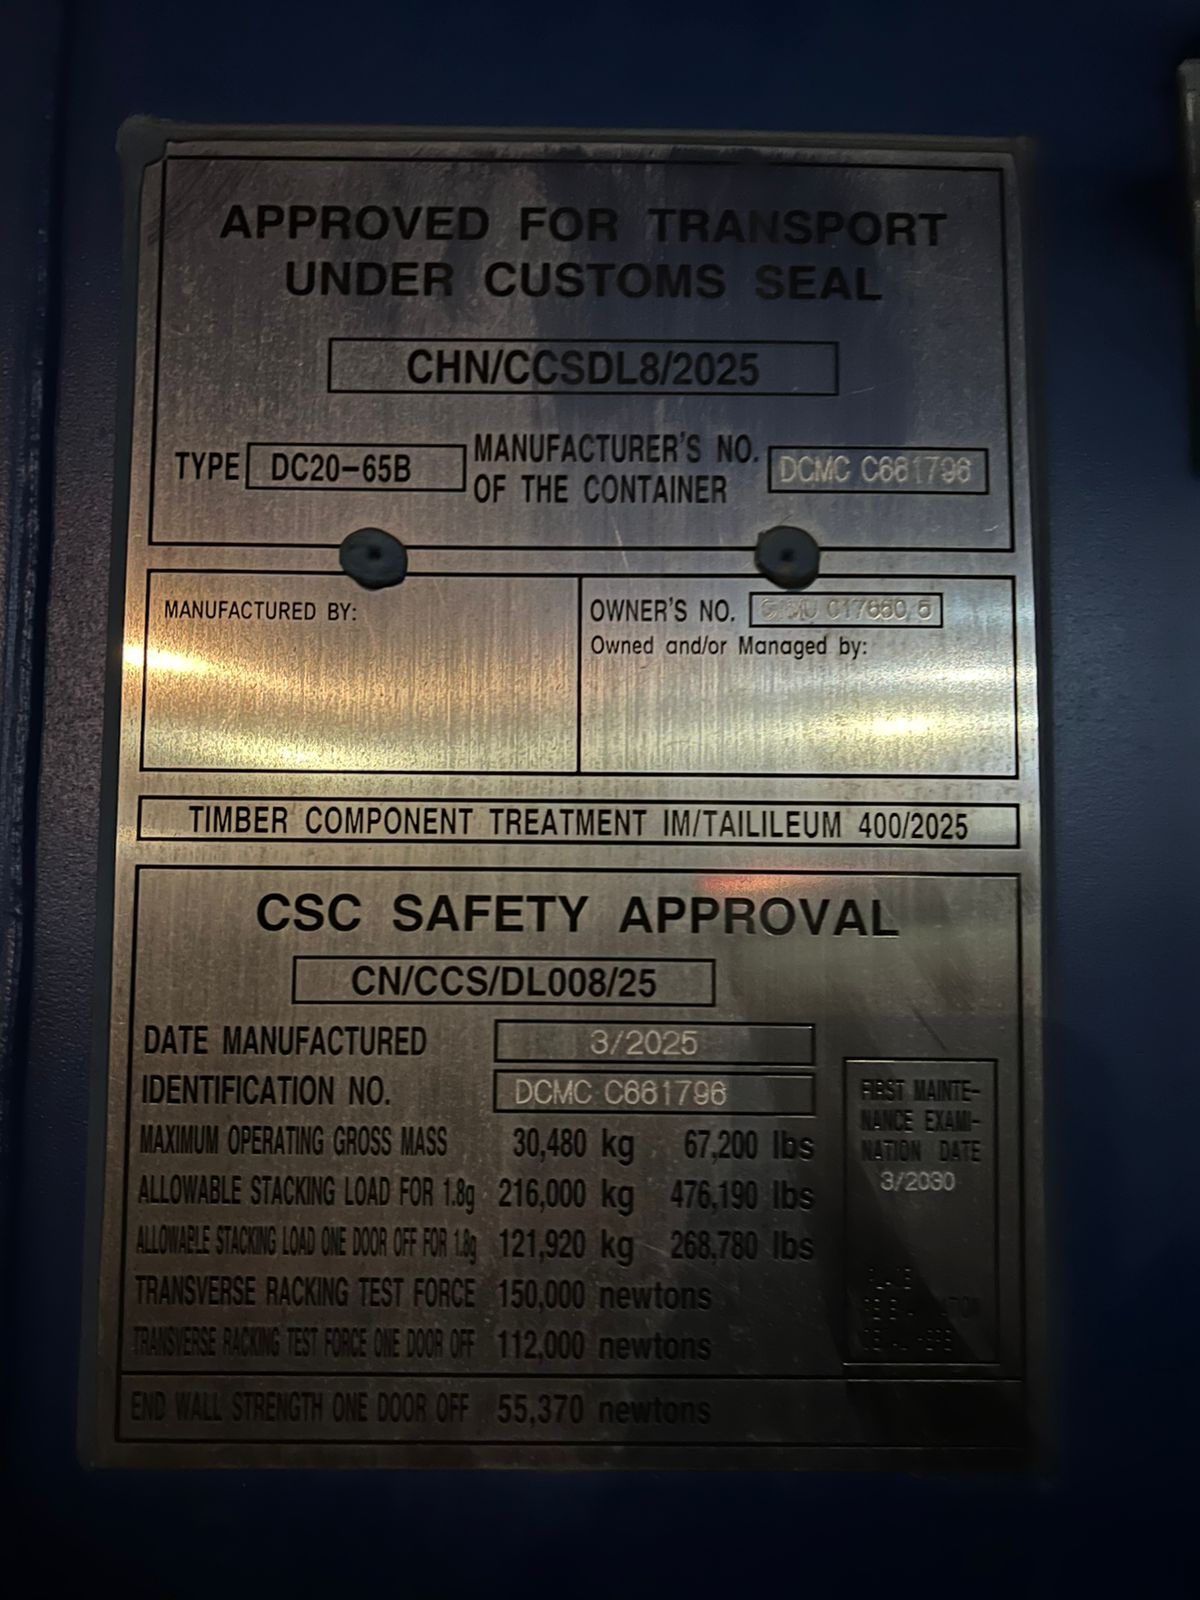 APPROVED FOR TRANSPORT
UNDER CUSTOMS SEAL
CHN/CCSDL8/2025
TYPE DC20-65B MANUFACTURER'S NO. OF THE CONTAINER DCMC C661796
MANUFACTURED BY:
OWNER'S NO.
Owned and/or Managed by:
TIMBER COMPONENT TREATMENT IM/TAILILEUM 400/2025
CSC SAFETY APPROVAL
CN/CCS/DL008/25
DATE MANUFACTURED 3/2025
IDENTIFICATION NO. DCMC C661796
MAXIMUM OPERATING GROSS MASS 30,480 kg 67,200 lbs
ALLOWABLE STACKING LOAD FOR 1.8g 216,000 kg 476,190 lbs
ALLOWABLE STACKING LOAD ONE DOOR OFF FOR 1.8g 121,920 kg 268,780 lbs
TRANSVERSE RACKING TEST FORCE 150,000 newtons
TRANSVERSE RACKING TEST FORCE ONE DOOR OFF 112,000 newtons
END WALL STRENGTH ONE DOOR OFF 55,370 newtons
FIRST MAINTE-
NANCE EXAMI-
NATION DATE
3/2030